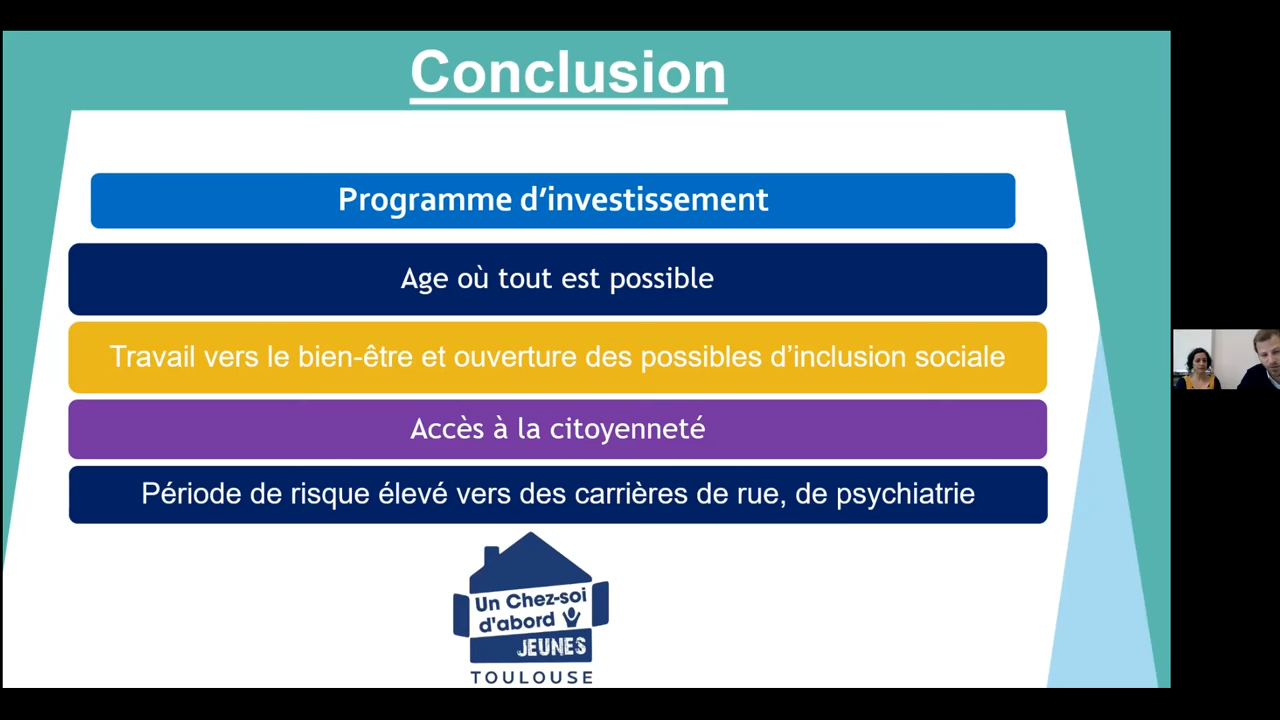 Conclusion
Programme d’investissement
Age où tout est possible
Travail vers le bien-être et ouverture des possibles d’inclusion sociale
Accès à la citoyenneté
Période de risque élevé vers des carrières de rue, de psychiatrie
Un Chez-soi
d'abord
JEUNES
TOULOUSE